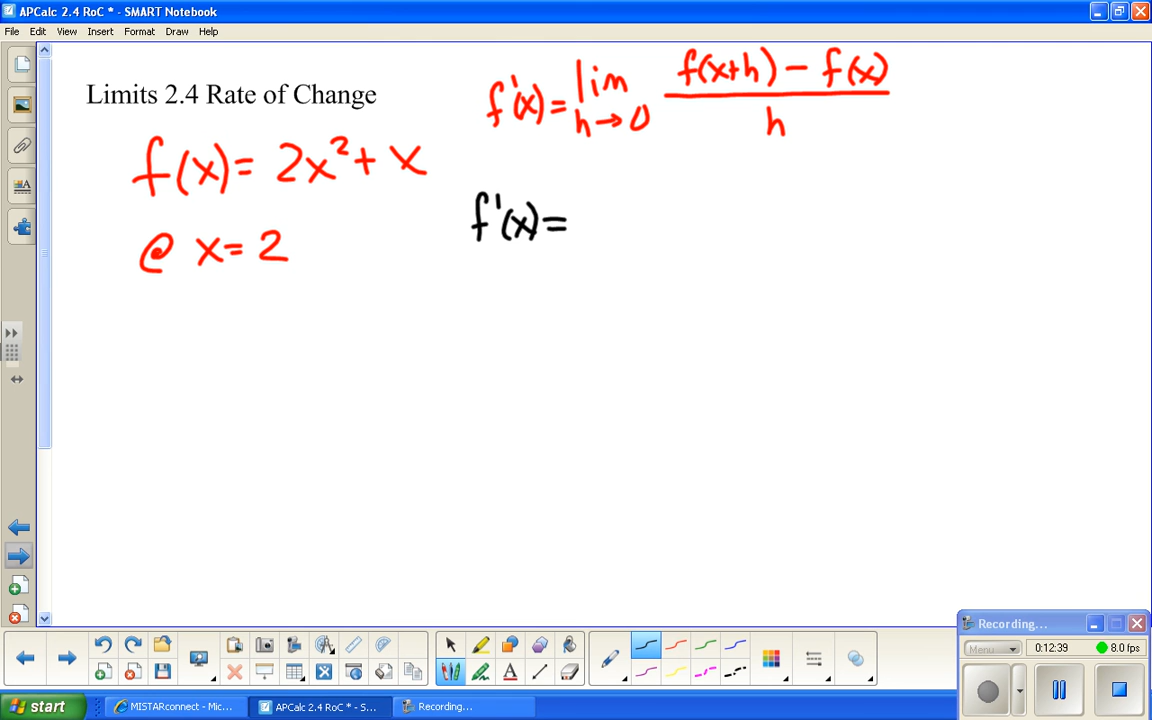 APCalc 2.4 RoC * - SMART Notebook
File Edit View Insert Format Draw Help
Limits 2.4 Rate of Change
f'(x) = lim h→0 f(x+h) - f(x) / h
f(x) = 2x² + x
f'(x) =
@ x = 2
Recording...
Menu
0:12:39
8.0 fps
start
MISTARconnect - Mic...
APCalc 2.4 RoC * - S...
Recording...